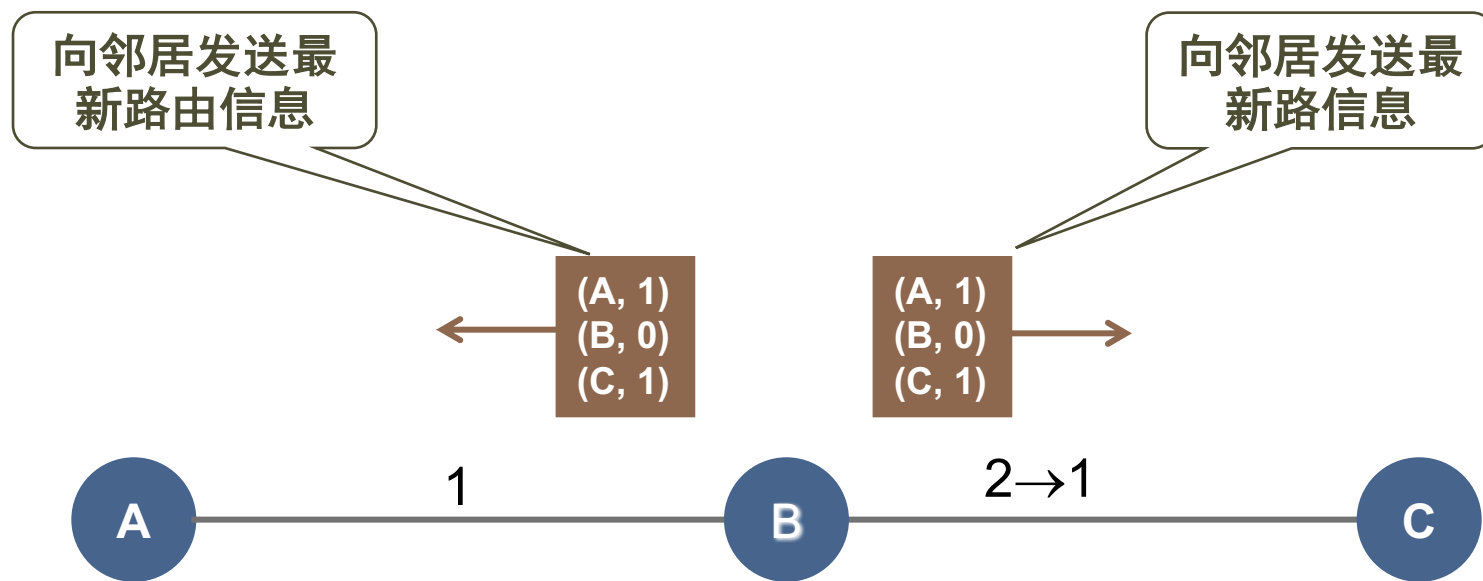 向邻居发送最
新路由信息
向邻居发送最
新路信息
(A, 1)
(B, 0)
(C, 1)
(A, 1)
(B, 0)
(C, 1)
1
2→1
A
B
C